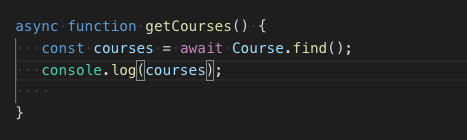 async function getCourses() {
    const courses = await Course.find();
    console.log(courses);

}